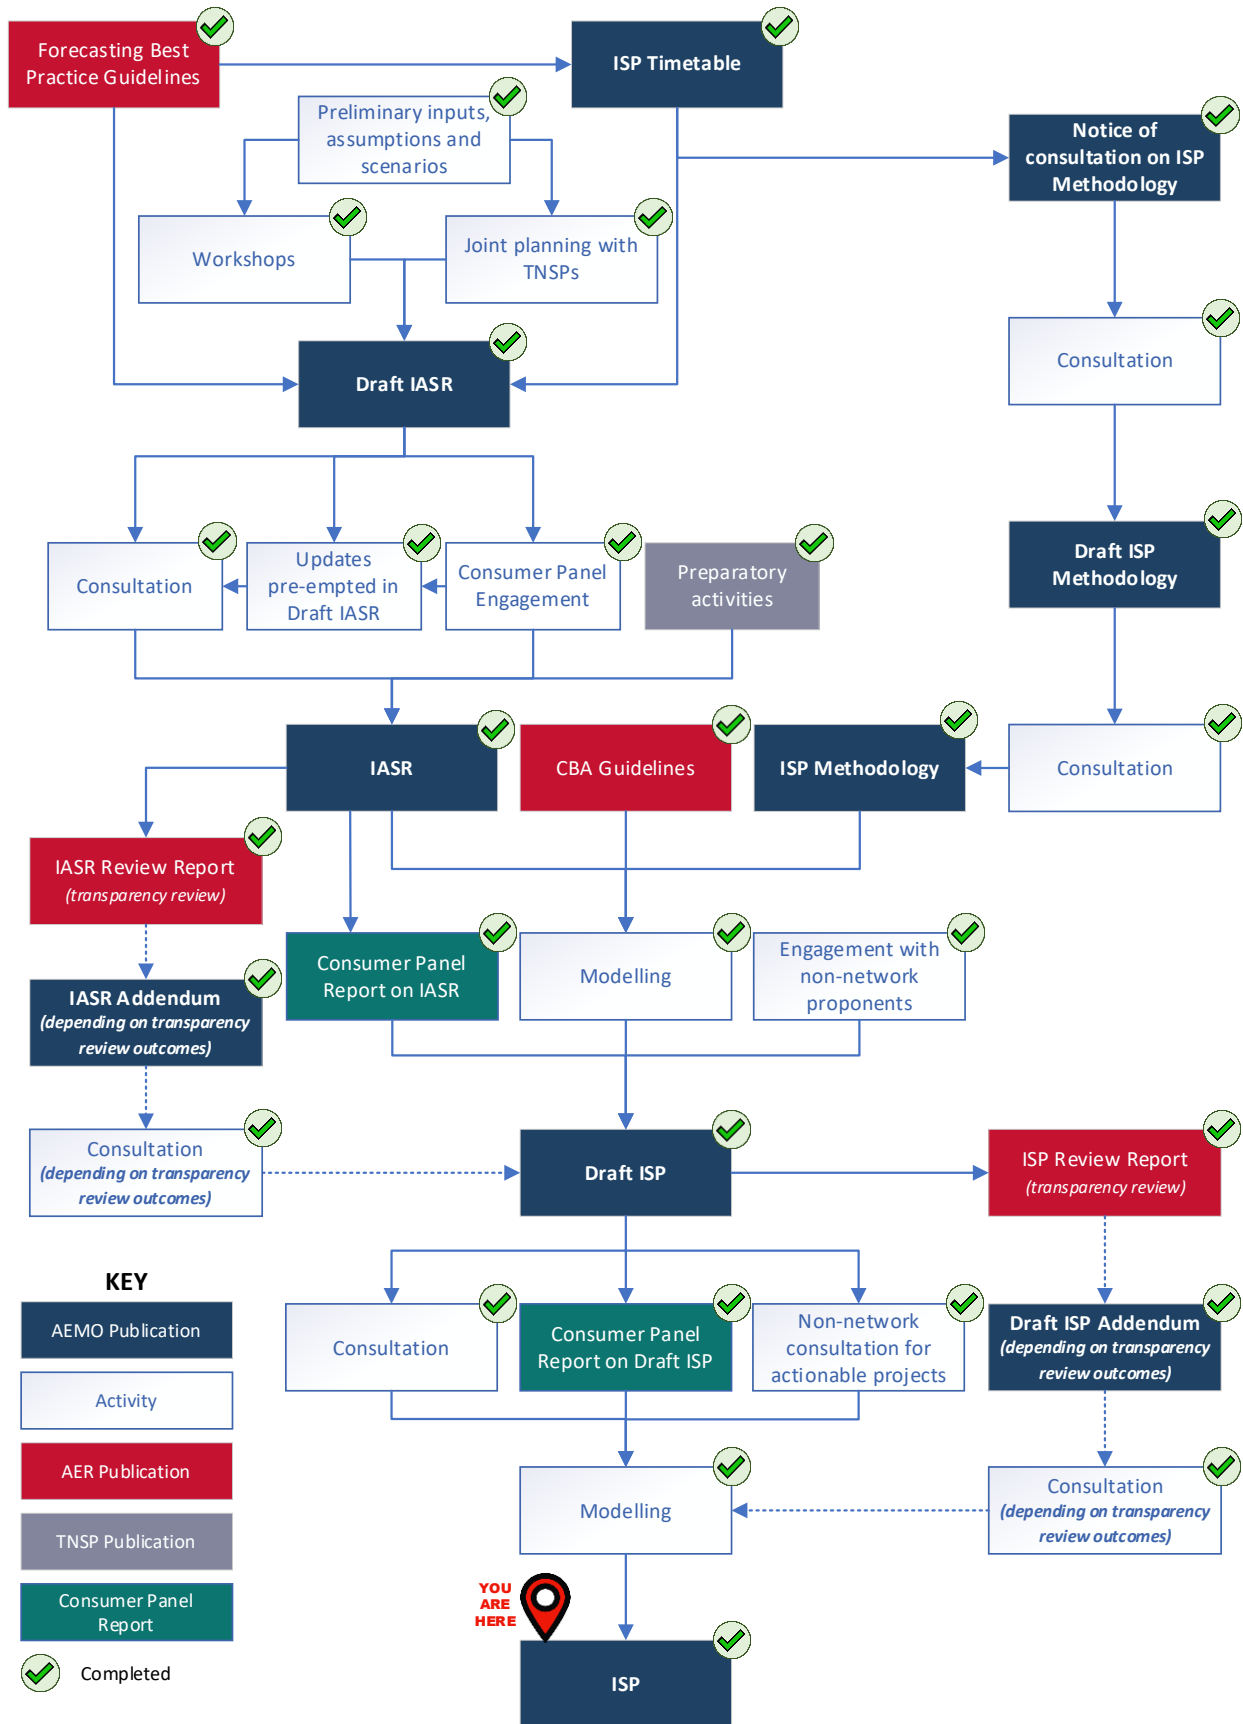 Forecasting Best
Practice Guidelines
ISP Timetable
Preliminary inputs,
assumptions and
scenarios
Notice of
consultation on ISP
Methodology
Workshops
Joint planning with
TNSPs
Consultation
Draft IASR
Draft ISP
Methodology
Consultation
Updates
pre-empted in
Draft IASR
Consumer Panel
Engagement
Preparatory
activities
IASR
CBA Guidelines
ISP Methodology
Consultation
IASR Review Report
(transparency review)
Consumer Panel
Report on IASR
Modelling
Engagement with
non-network
proponents
IASR Addendum
(depending on transparency
review outcomes)
Consultation
(depending on transparency
review outcomes)
Draft ISP
ISP Review Report
(transparency review)
Consultation
Consumer Panel
Report on Draft ISP
Non-network
consultation for
actionable projects
Draft ISP Addendum
(depending on transparency
review outcomes)
Modelling
Consultation
(depending on transparency
review outcomes)
YOU
ARE
HERE
ISP
KEY
AEMO Publication
Activity
AER Publication
TNSP Publication
Consumer Panel
Report
Completed